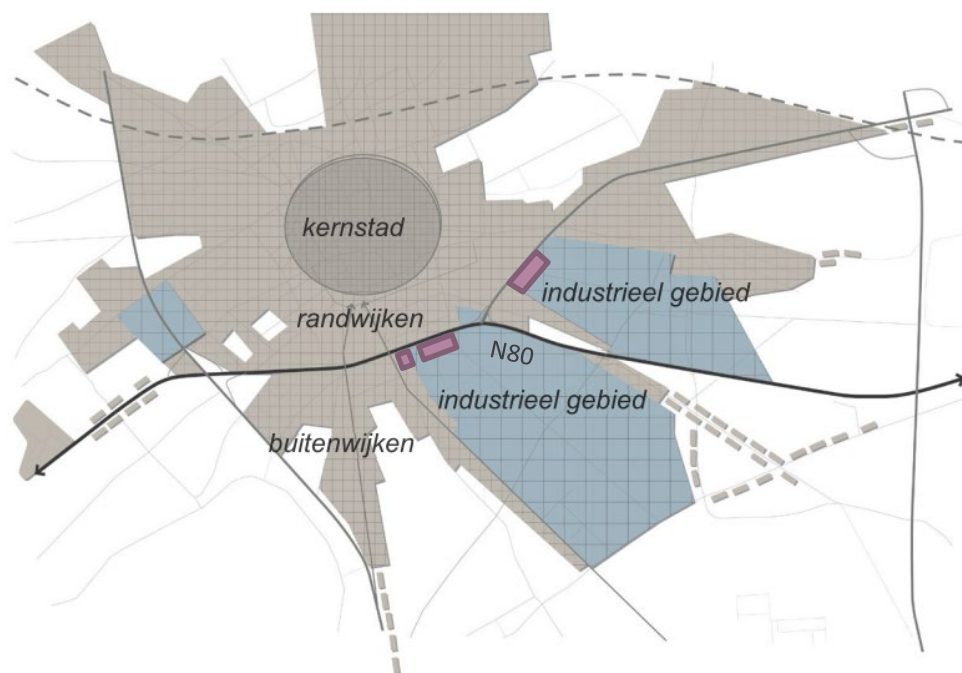 kernstad
industrieel gebied
randwijken
N80
industrieel gebied
buitenwijken